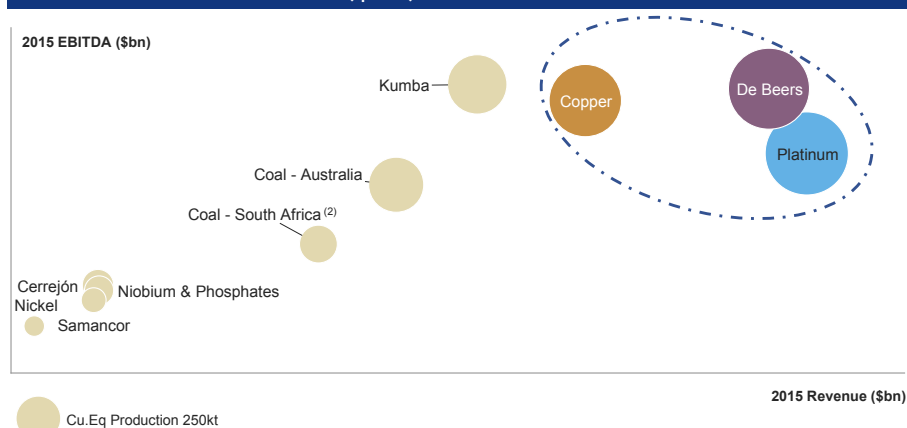 2015 EBITDA ($bn)
Kumba
Copper
De Beers
Platinum
Coal - Australia
Coal - South Africa (2)
Cerrejón
Niobium & Phosphates
Nickel
Samancor
2015 Revenue ($bn)
Cu.Eq Production 250kt